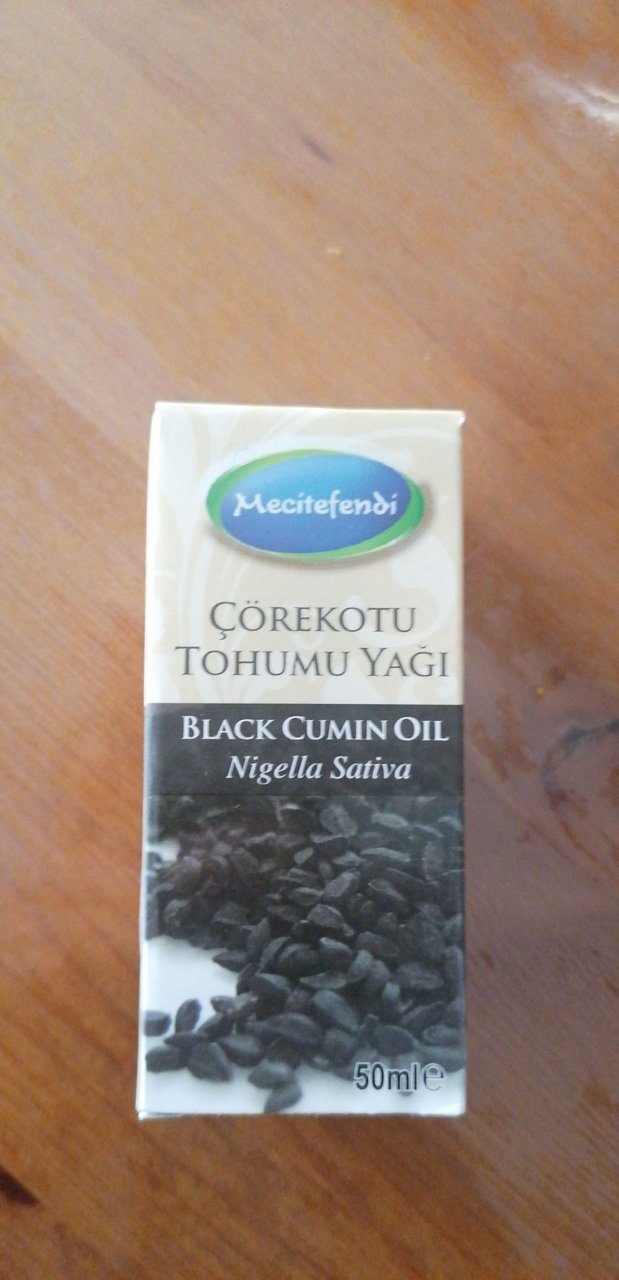 Mecitefendi
ÇÖREKOTU
TOHUMU YAĞI
BLACK CUMIN OIL
Nigella Sativa
50ml℮